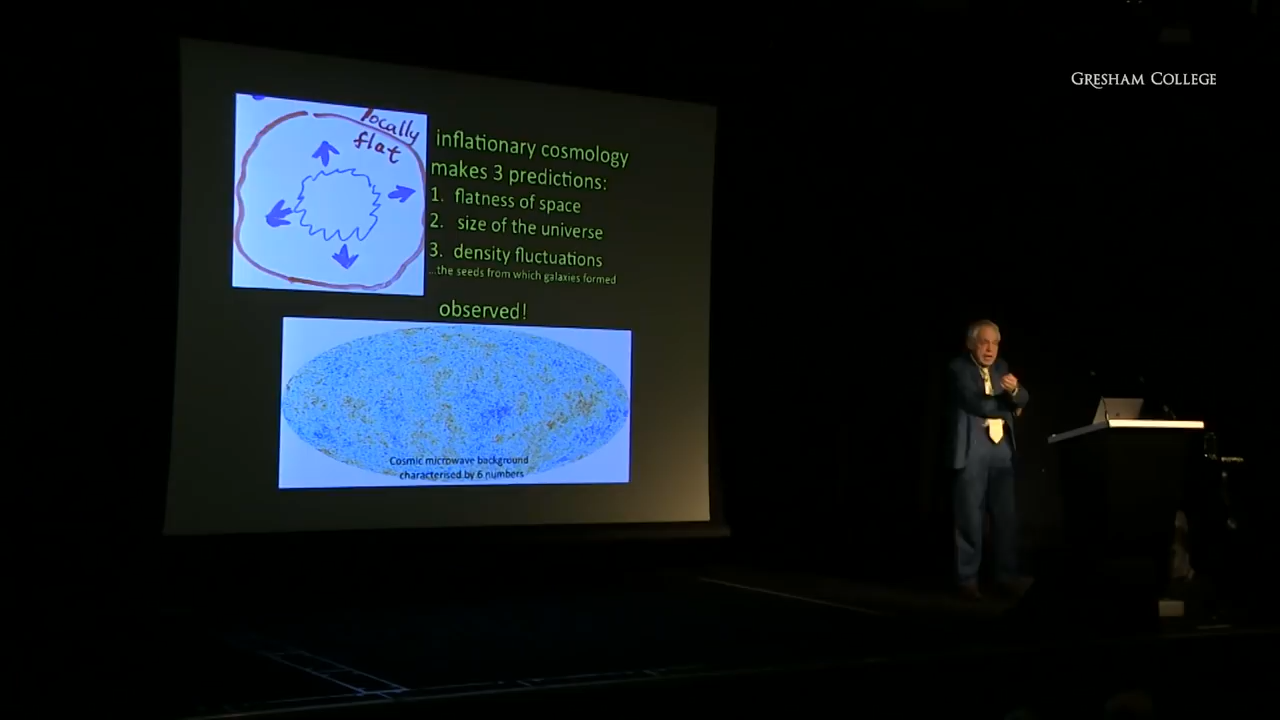 GRESHAM COLLEGE
locally
flat
inflationary cosmology
makes 3 predictions:
1. flatness of space
2. size of the universe
3. density fluctuations
...the seeds from which galaxies formed
observed!
Cosmic microwave background
characterised by 6 numbers